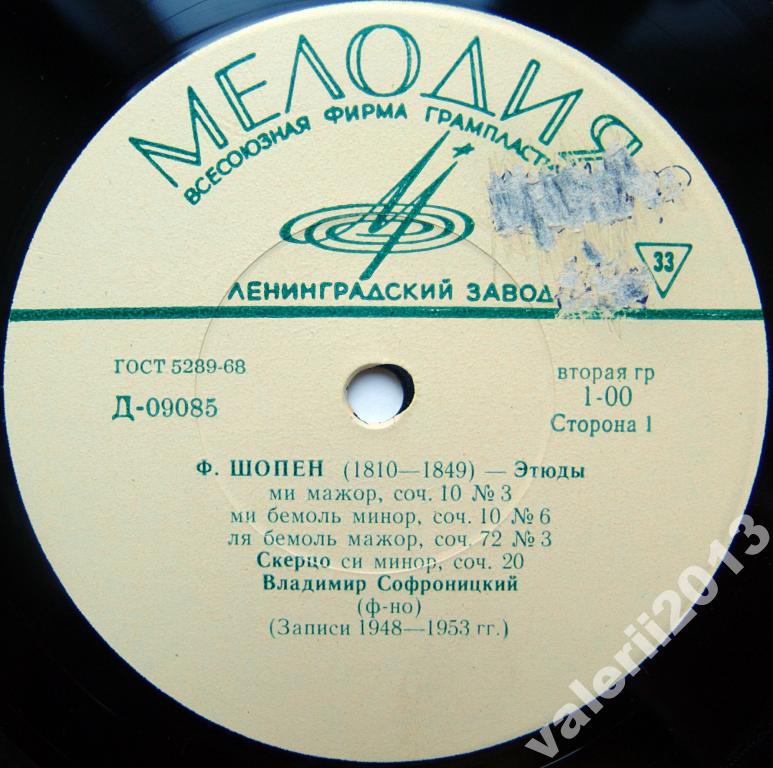 МЕЛОДИЯ
ВСЕСОЮЗНАЯ ФИРМА
ЛЕНИНГРАДСКИЙ ЗАВОД
33
ГОСТ 5289-68
Д-09085
вторая гр
1-00
Сторона 1
Ф. ШОПЕН (1810—1849) — Этюды
ми мажор, соч. 10 № 3
ми бемоль минор, соч. 10 № 6
ля бемоль мажор, соч. 72 № 3
Скерцо си минор, соч. 20
Владимир Софроницкий
(ф-но)
(Записи 1948—1953 гг.)
valerii2013